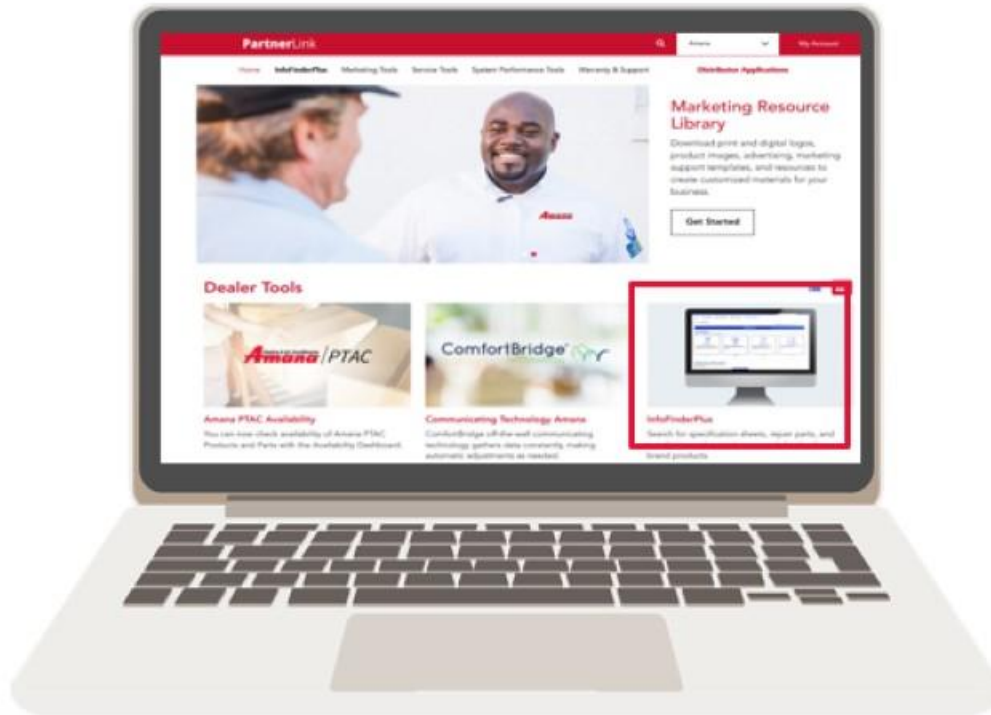 PartnerLink
Amana
My Account
Home InfoFinderPlus Marketing Tools Service Tools System Performance Tools Warranty & Support Distributor Applications
Marketing Resource
Library
Download print and digital logos,
product images, advertising, marketing
support templates, and resources to
create customized materials for your
business.
Get Started
Amana
Dealer Tools
Amana/PTAC
ComfortBridge
Amana PTAC Availability
You can now check availability of Amana PTAC
Products and Parts with the Availability Dashboard.
Communicating Technology Amana
ComfortBridge off-the-wall communicating
technology gathers data constantly, making
automatic adjustments as needed.
InfoFinderPlus
Search for specification sheets, repair parts, and
brand products.